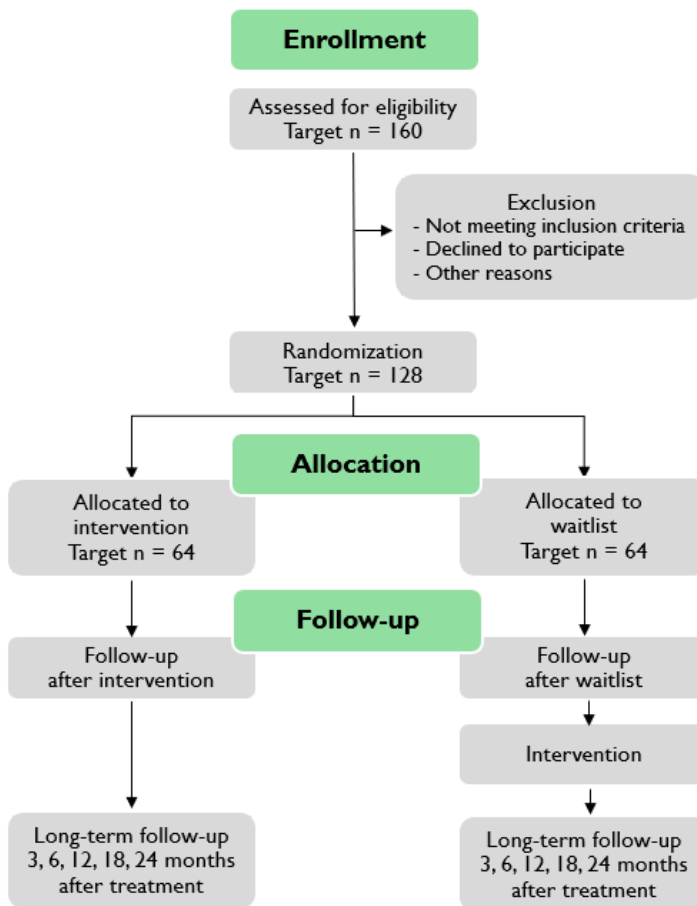 Enrollment
Assessed for eligibility
Target n = 160
Exclusion
- Not meeting inclusion criteria
- Declined to participate
- Other reasons
Randomization
Target n = 128
Allocation
Allocated to
intervention
Target n = 64
Allocated to
waitlist
Target n = 64
Follow-up
Follow-up
after intervention
Follow-up
after waitlist
Intervention
Long-term follow-up
3, 6, 12, 18, 24 months
after treatment
Long-term follow-up
3, 6, 12, 18, 24 months
after treatment